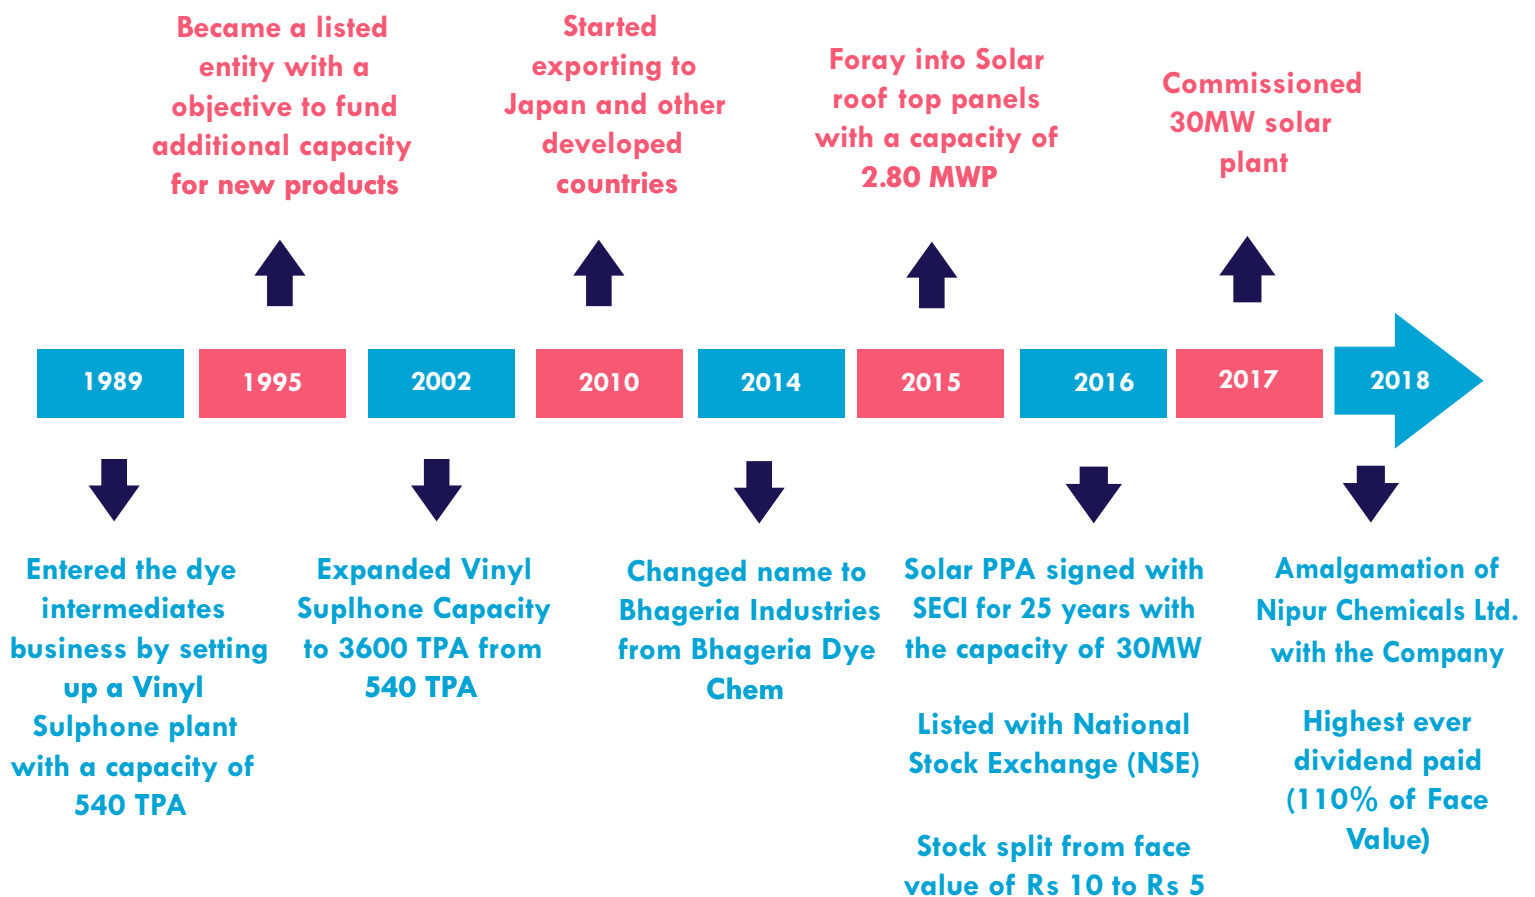 Became a listed
entity with a
objective to fund
additional capacity
for new products
Started
exporting to
Japan and other
developed
countries
Foray into Solar
roof top panels
with a capacity of
2.80 MWP
Commissioned
30MW solar
plant
1989
1995
2002
2010
2014
2015
2016
2017
2018
Entered the dye
intermediates
business by setting
up a Vinyl
Sulphone plant
with a capacity of
540 TPA
Expanded Vinyl
Suplhone Capacity
to 3600 TPA from
540 TPA
Changed name to
Bhageria Industries
from Bhageria Dye
Chem
Solar PPA signed with
SECI for 25 years with
the capacity of 30MW
Listed with National
Stock Exchange (NSE)
Stock split from face
value of Rs 10 to Rs 5
Amalgamation of
Nipur Chemicals Ltd.
with the Company
Highest ever
dividend paid
(110% of Face
Value)